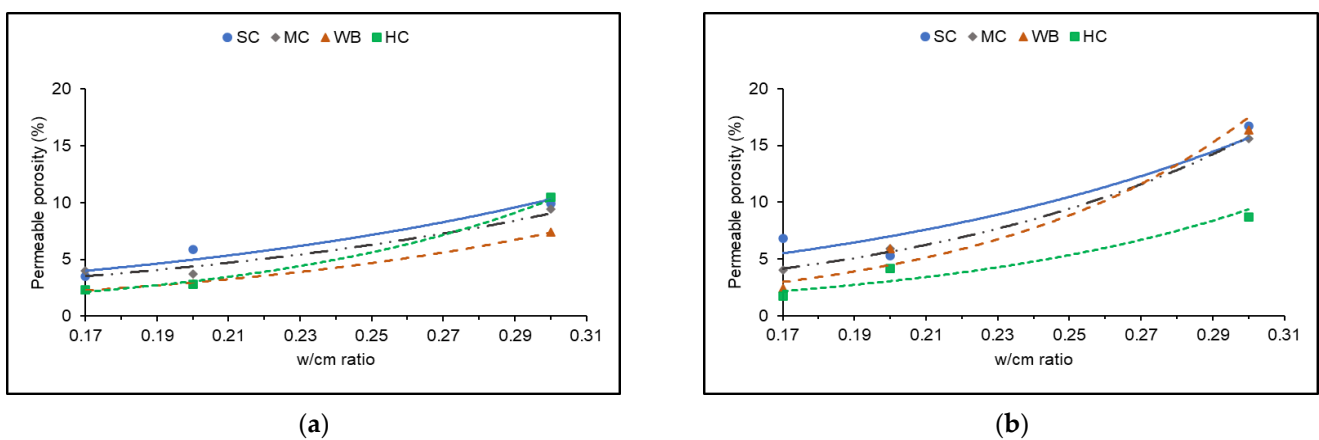 SC MC WB HC
Permeable porosity (%)
20
15
10
5
0
0.17 0.19 0.21 0.23 0.25 0.27 0.29 0.31
w/cm ratio
(a)
SC MC WB HC
Permeable porosity (%)
20
15
10
5
0
0.17 0.19 0.21 0.23 0.25 0.27 0.29 0.31
w/cm ratio
(b)